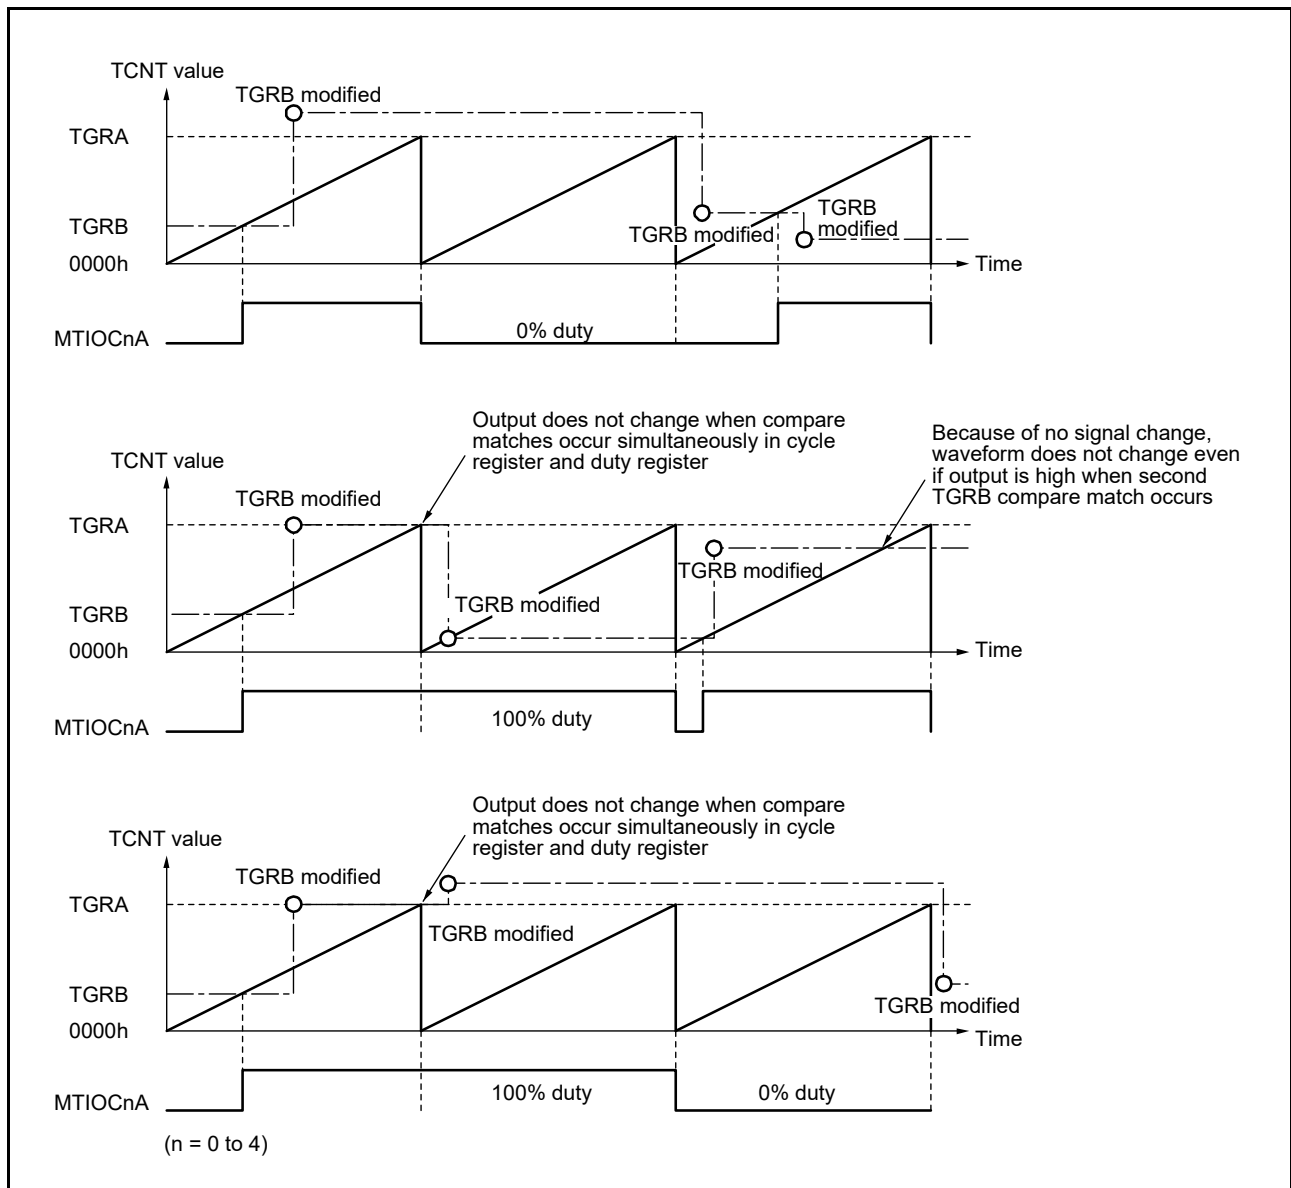 TCNT value
TGRB modified
TGRA
TGRB
modified
TGRB
TGRB modified
0000h
Time
0% duty
MTIOCnA
Output does not change when compare
matches occur simultaneously in cycle
register and duty register
Because of no signal change,
waveform does not change even
if output is high when second
TGRB compare match occurs
TCNT value
TGRB modified
TGRA
TGRB modified
TGRB modified
TGRB
0000h
Time
100% duty
MTIOCnA
Output does not change when compare
matches occur simultaneously in cycle
register and duty register
TCNT value
TGRB modified
TGRA
TGRB modified
TGRB
TGRB modified
0000h
Time
100% duty
0% duty
MTIOCnA
(n = 0 to 4)